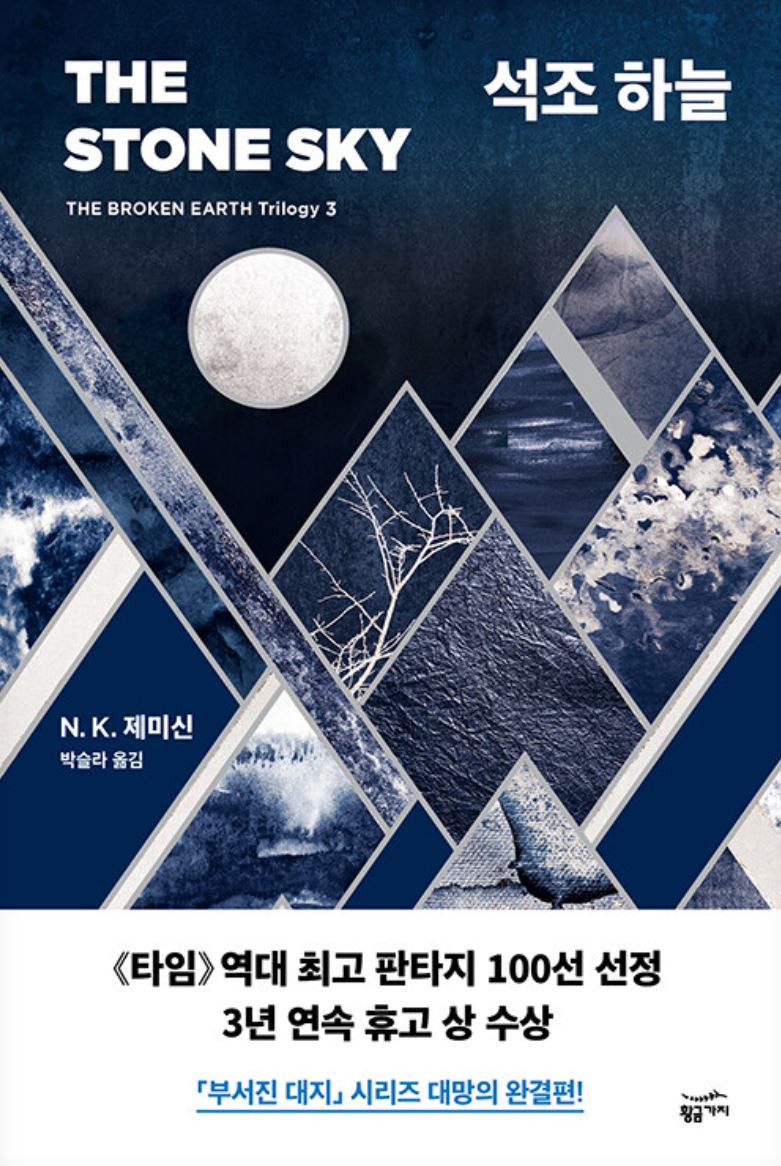 THE
STONE SKY
석조 하늘
THE BROKEN EARTH Trilogy 3
N. K. 제미신
박슬라 옮김
《타임》 역대 최고 판타지 100선 선정
3년 연속 휴고 상 수상
「부서진 대지」 시리즈 대망의 완결편!
황금가지